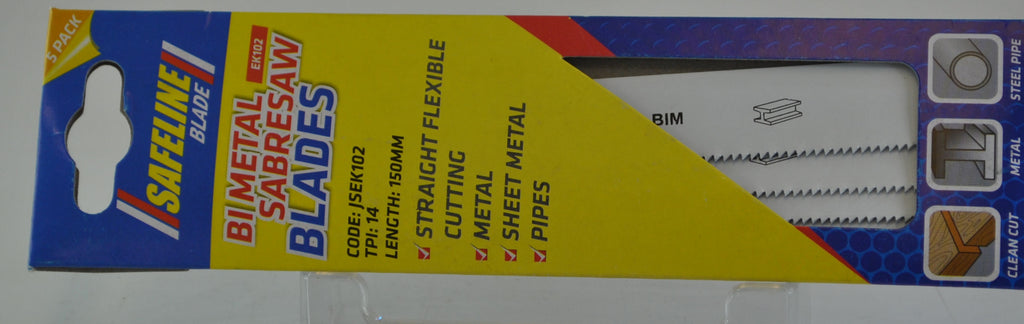 5 PACK
SAFELINE
BLADE
EK102
BI METAL
SABRESAW
BLADES
CODE: JSEK102
TPI: 14
LENGTH: 150MM
STRAIGHT FLEXIBLE
CUTTING
METAL
SHEET METAL
PIPES
BIM
STEEL PIPE
METAL
CLEAN CUT